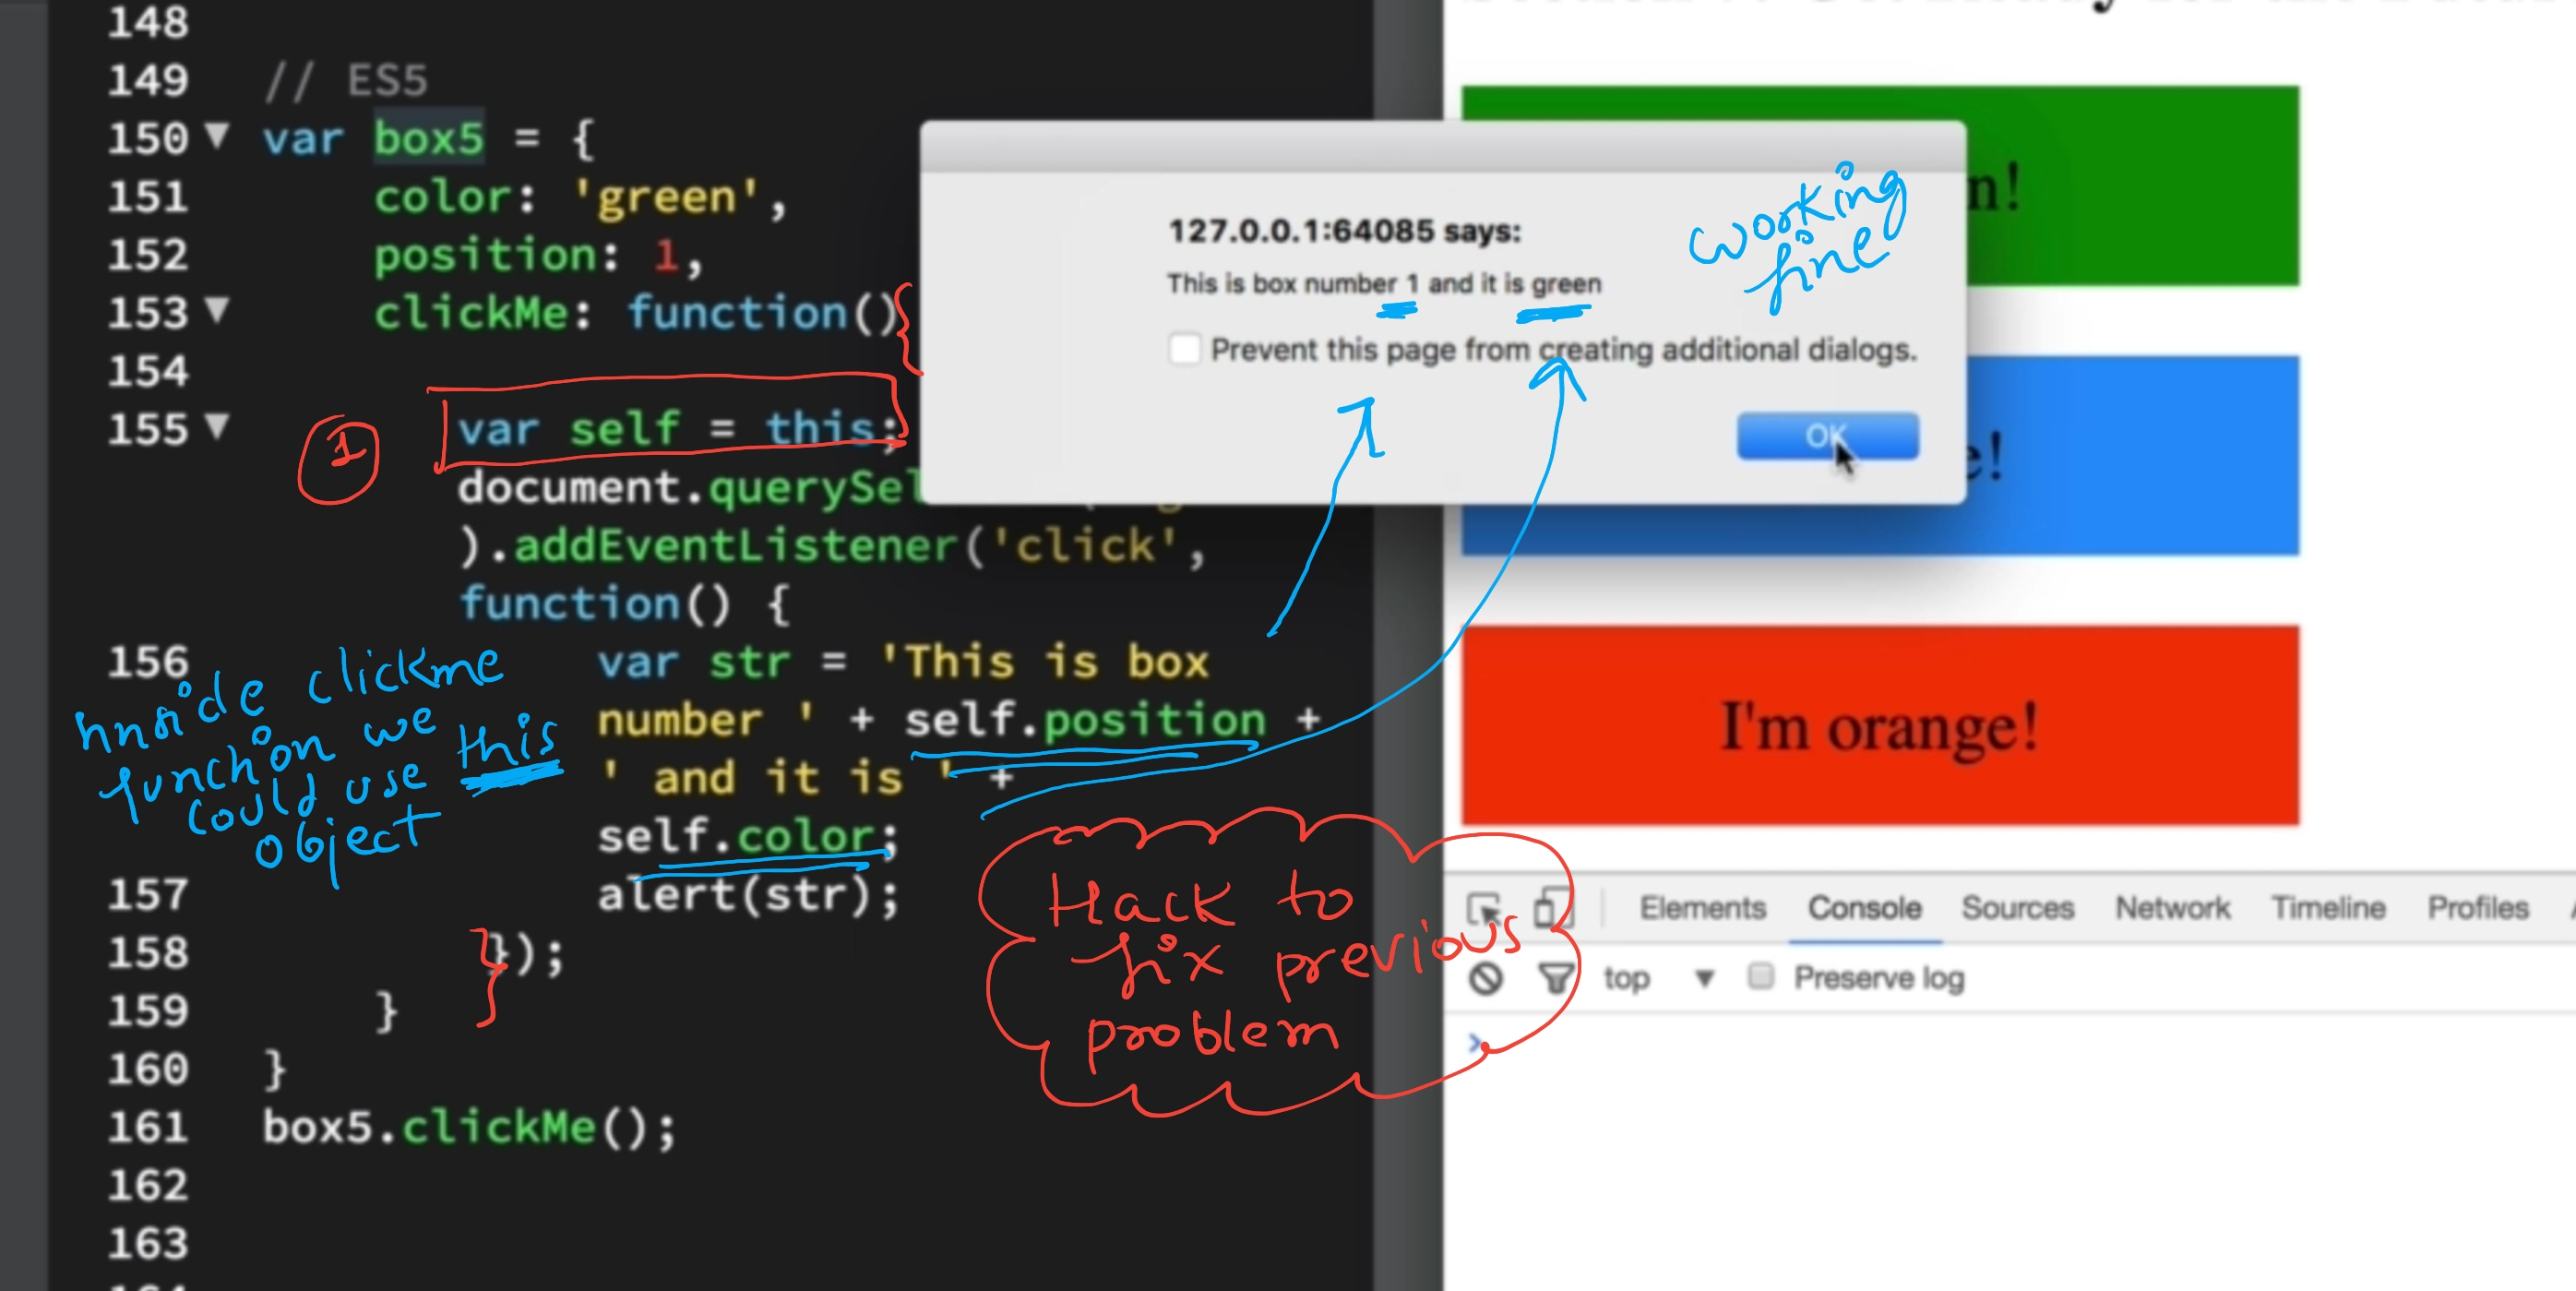 148
149 // ES5
150 ▼ var box5 = {
151 color: 'green',
152 position: 1,
153 ▼ clickMe: function() {
154
155 ▼ var self = this;
document.querySel
).addEventListener('click',
function() {
156 var str = 'This is box
number ' + self.position +
' and it is ' +
self.color;
157 alert(str);
158 });
159 }
160 }
161 box5.clickMe();
162
163
1
clickme
function we
could use this
object
Hack to
fix previous
problem
127.0.0.1:64085 says:
This is box number 1 and it is green
Prevent this page from creating additional dialogs.
OK
working
fine
n!
e!
I'm orange!
Elements Console Sources Network Timeline Profiles
top ▼ Preserve log
>